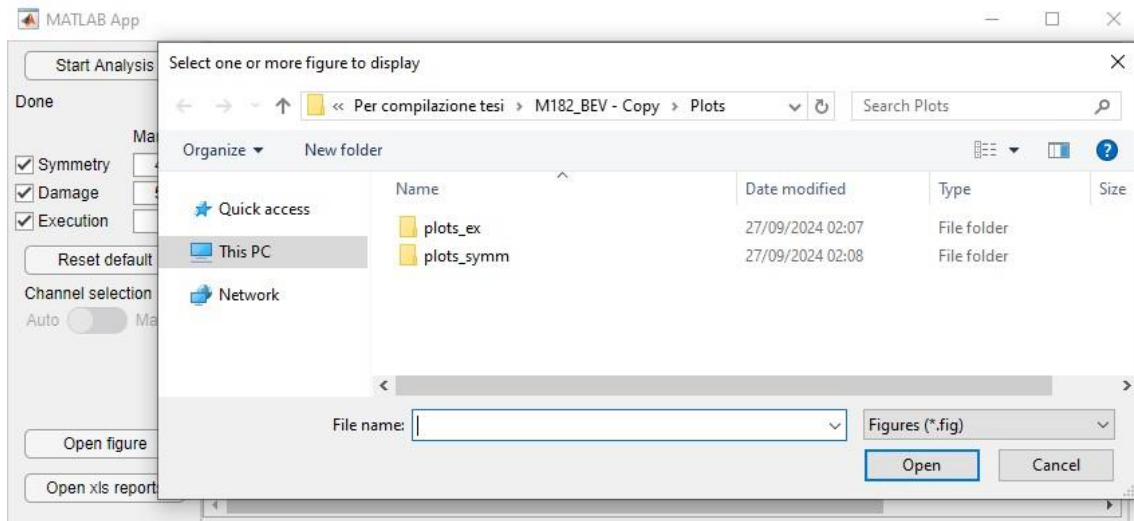 MATLAB App
Start Analysis
Done
Symmetry
Damage
Execution
Reset default
Channel selection
Auto
Open figure
Open xls report
Select one or more figure to display
« Per compilazione tesi › M182_BEV - Copy › Plots
Search Plots
Organize
New folder
Quick access
This PC
Network
Name Date modified Type Size
plots_ex 27/09/2024 02:07 File folder
plots_symm 27/09/2024 02:08 File folder
File name:
Figures (*.fig)
Open
Cancel